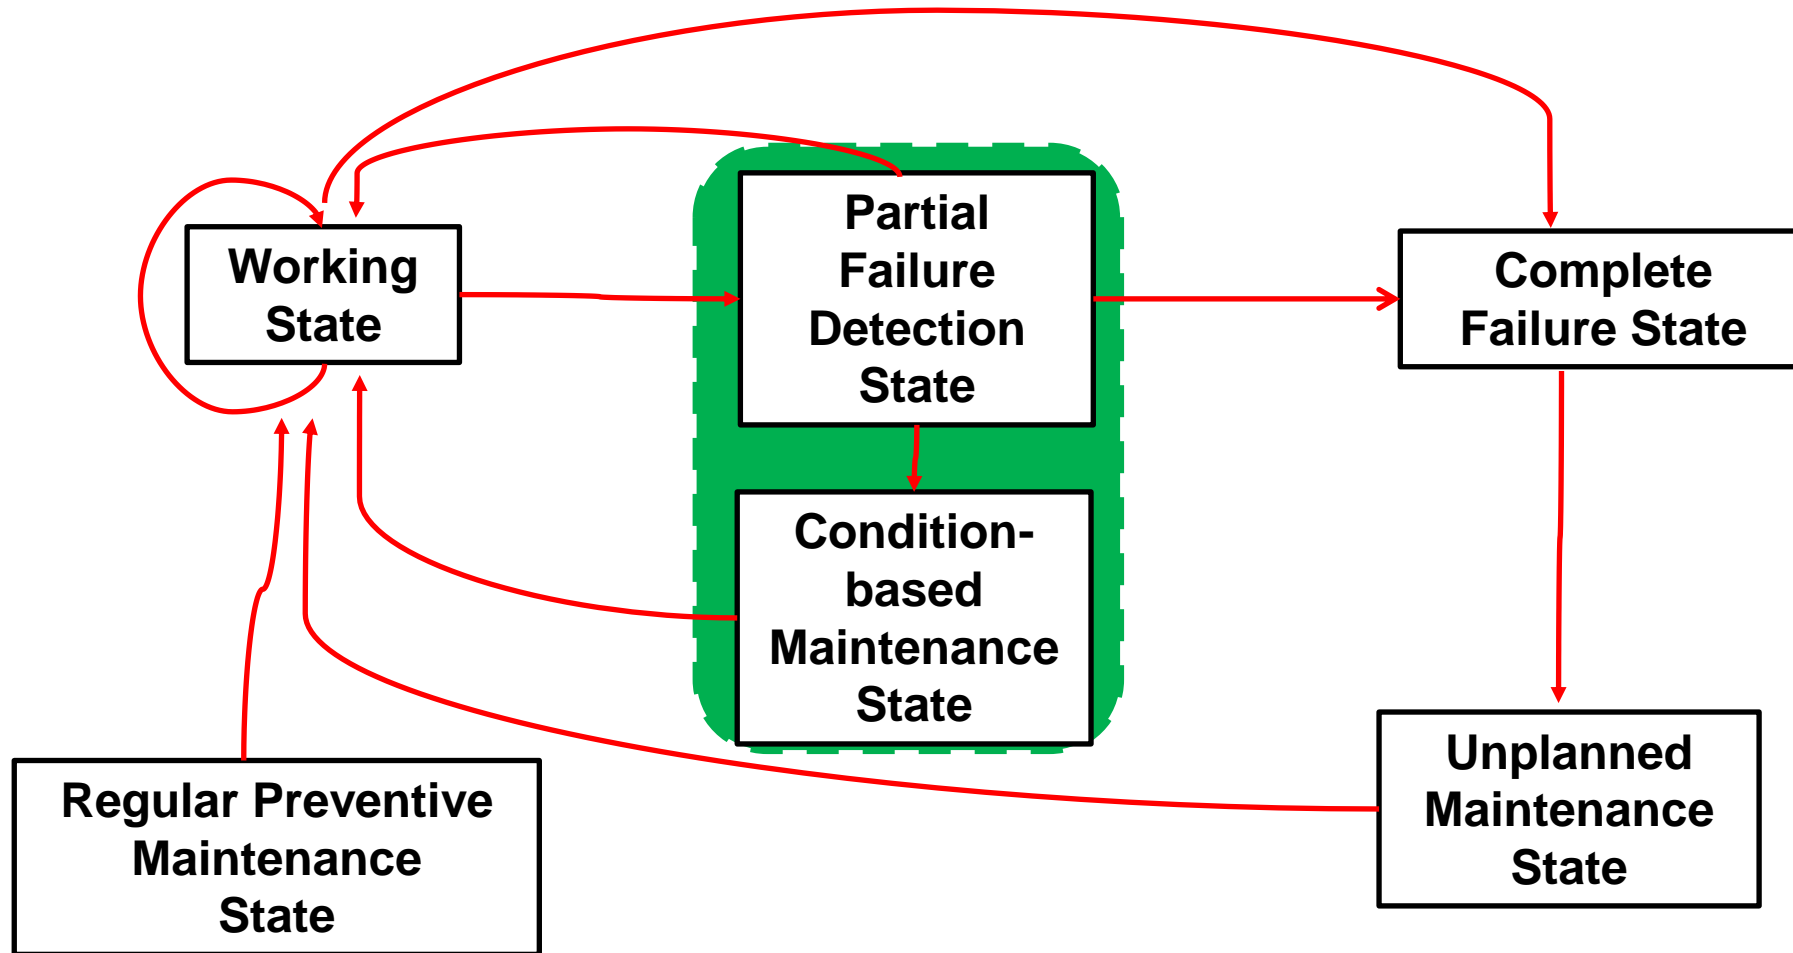 Working
State
Partial
Failure
Detection
State
Complete
Failure State
Condition-
based
Maintenance
State
Regular Preventive
Maintenance
State
Unplanned
Maintenance
State